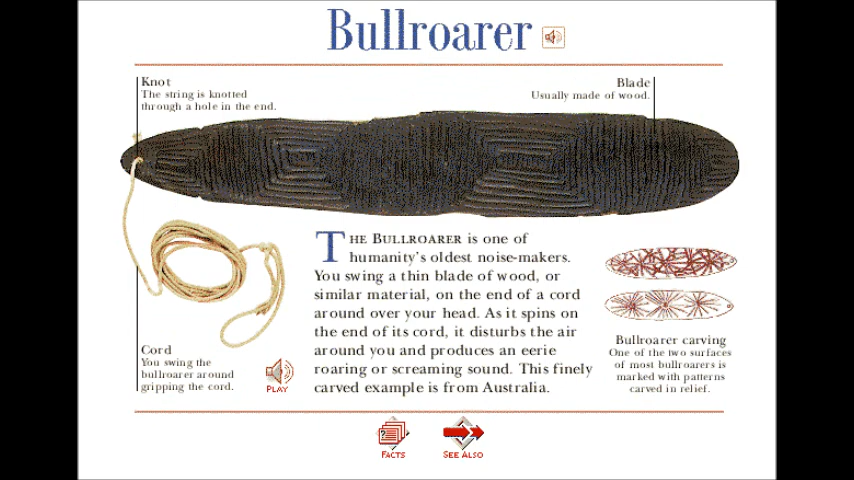 Bullroarer
Knot
The string is knotted
through a hole in the end.
Blade
Usually made of wood.
THE BULLROARER is one of
humanity's oldest noise-makers.
You swing a thin blade of wood, or
similar material, on the end of a cord
around over your head. As it spins on
the end of its cord, it disturbs the air
around you and produces an eerie
roaring or screaming sound. This finely
carved example is from Australia.
Cord
You swing the
bullroarer around
gripping the cord.
PLAY
Bullroarer carving
One of the two surfaces
of most bullroarers is
marked with patterns
carved in relief.
FACTS
SEE ALSO